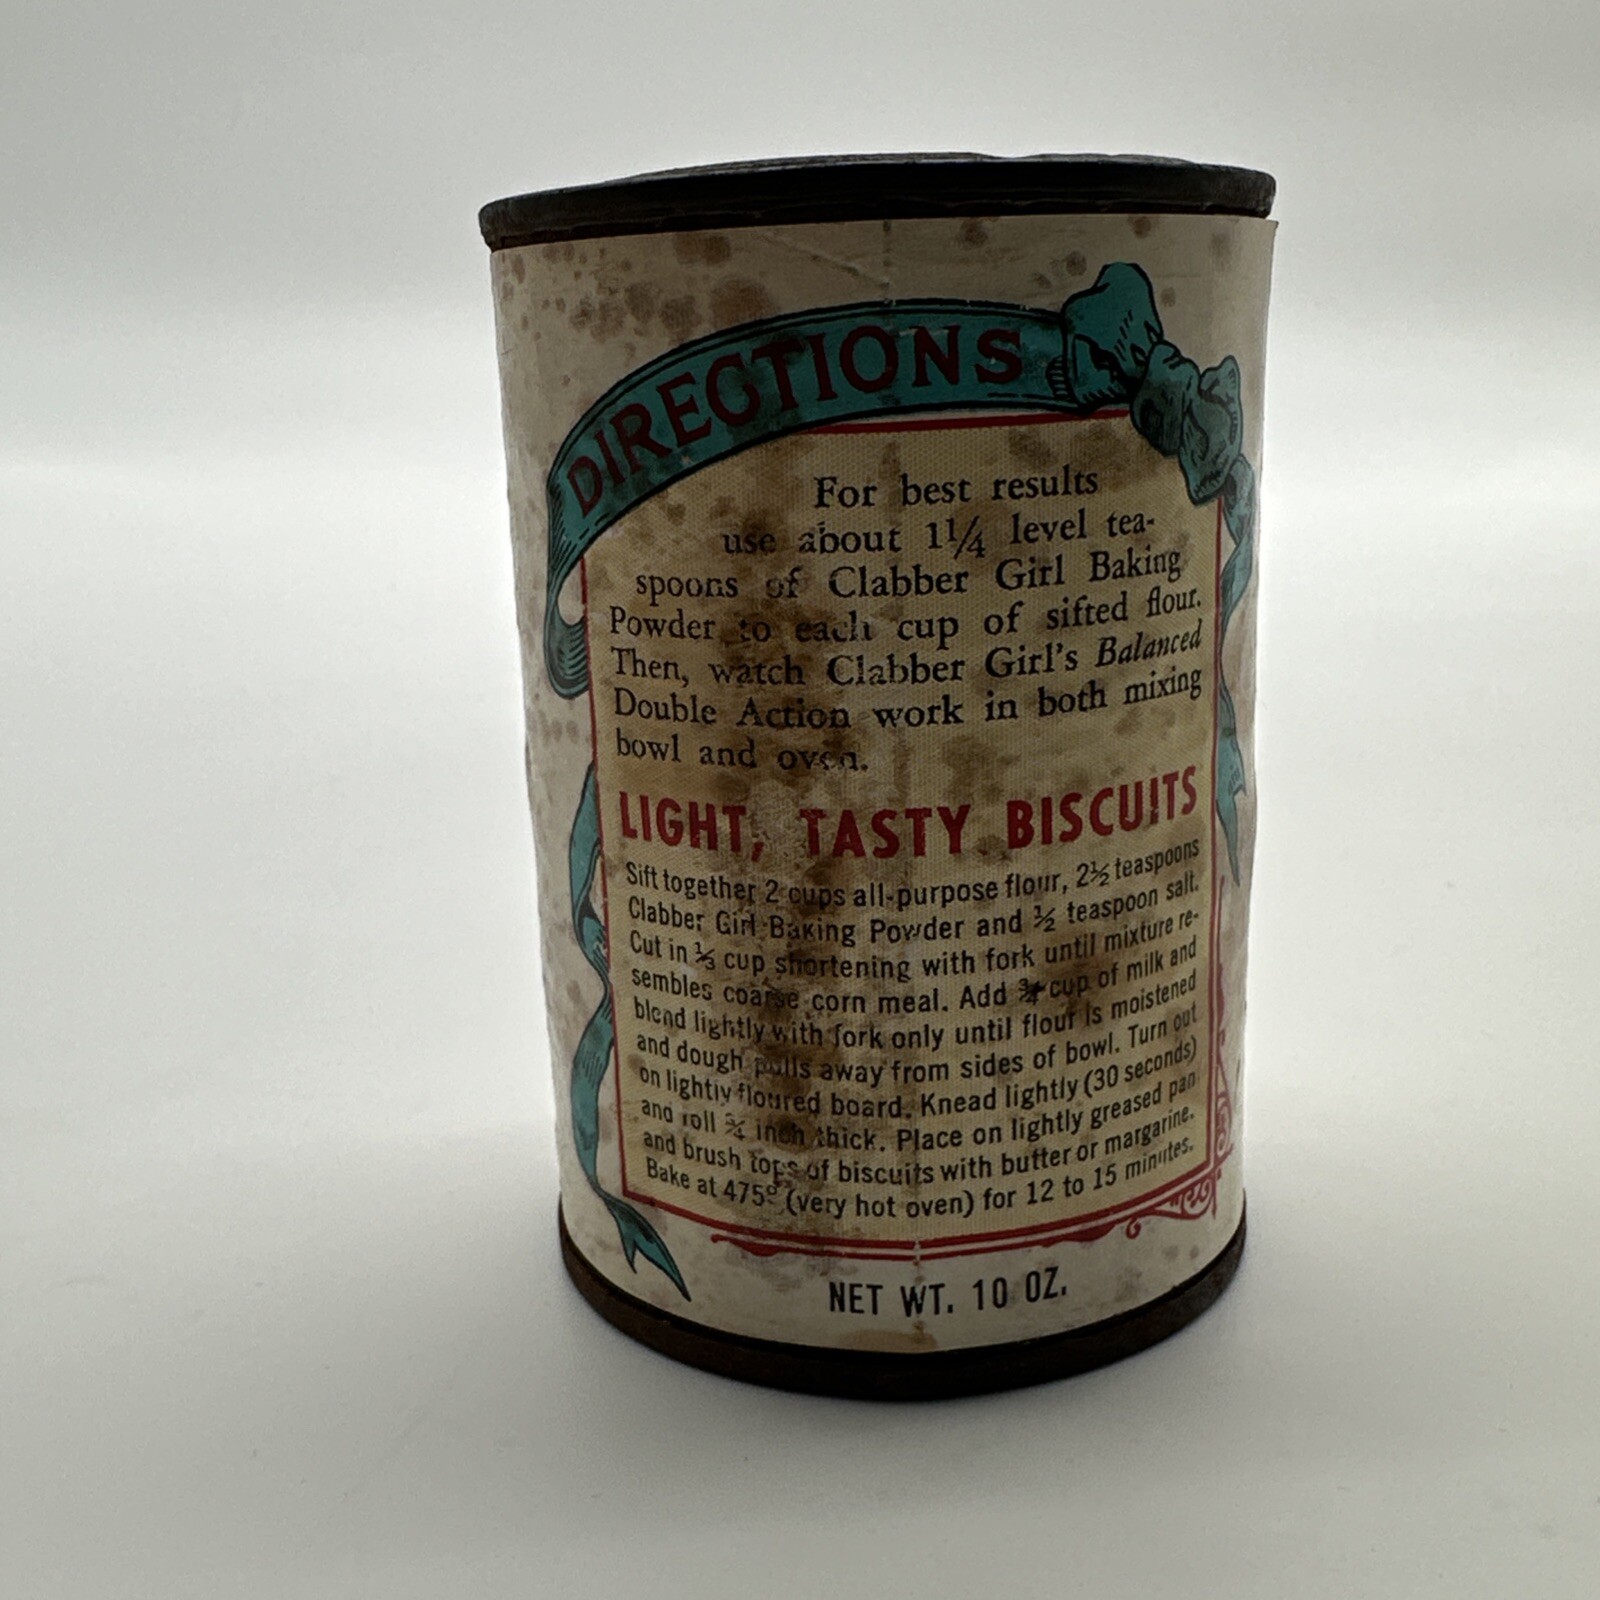 DIRECTIONS
For best results
use about 1¼ level tea-
spoons of Clabber Girl Baking
Powder to each cup of sifted flour.
Then, watch Clabber Girl's Balanced
Double Action work in both mixing
bowl and oven.
LIGHT, TASTY BISCUITS
Sift together 2 cups all-purpose flour, 2½ teaspoons
Clabber Girl Baking Powder and ½ teaspoon salt.
Cut in ⅓ cup shortening with fork until mixture re-
sembles coarse corn meal. Add ¾ cup of milk and
blend lightly with fork only until flour is moistened
and dough pulls away from sides of bowl. Turn out
on lightly floured board. Knead lightly (30 seconds)
and roll ¾ inch thick. Place on lightly greased pan
and brush tops of biscuits with butter or margarine.
Bake at 475° (very hot oven) for 12 to 15 minutes.
NET WT. 10 OZ.